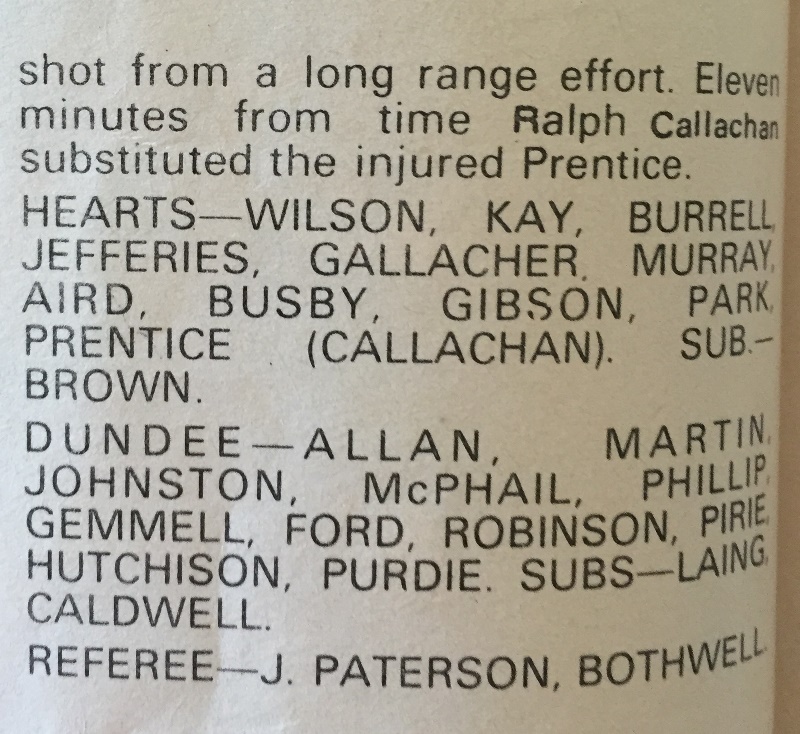 shot from a long range effort. Eleven
minutes from time Ralph Callachan
substituted the injured Prentice.
HEARTS—WILSON, KAY, BURRELL,
JEFFERIES, GALLACHER, MURRAY,
AIRD, BUSBY, GIBSON, PARK,
PRENTICE (CALLACHAN). SUB.–
BROWN.
DUNDEE—ALLAN, MARTIN,
JOHNSTON, McPHAIL, PHILLIP,
GEMMELL, FORD, ROBINSON, PIRIE,
HUTCHISON, PURDIE. SUBS—LAING,
CALDWELL.
REFEREE—J. PATERSON, BOTHWELL.